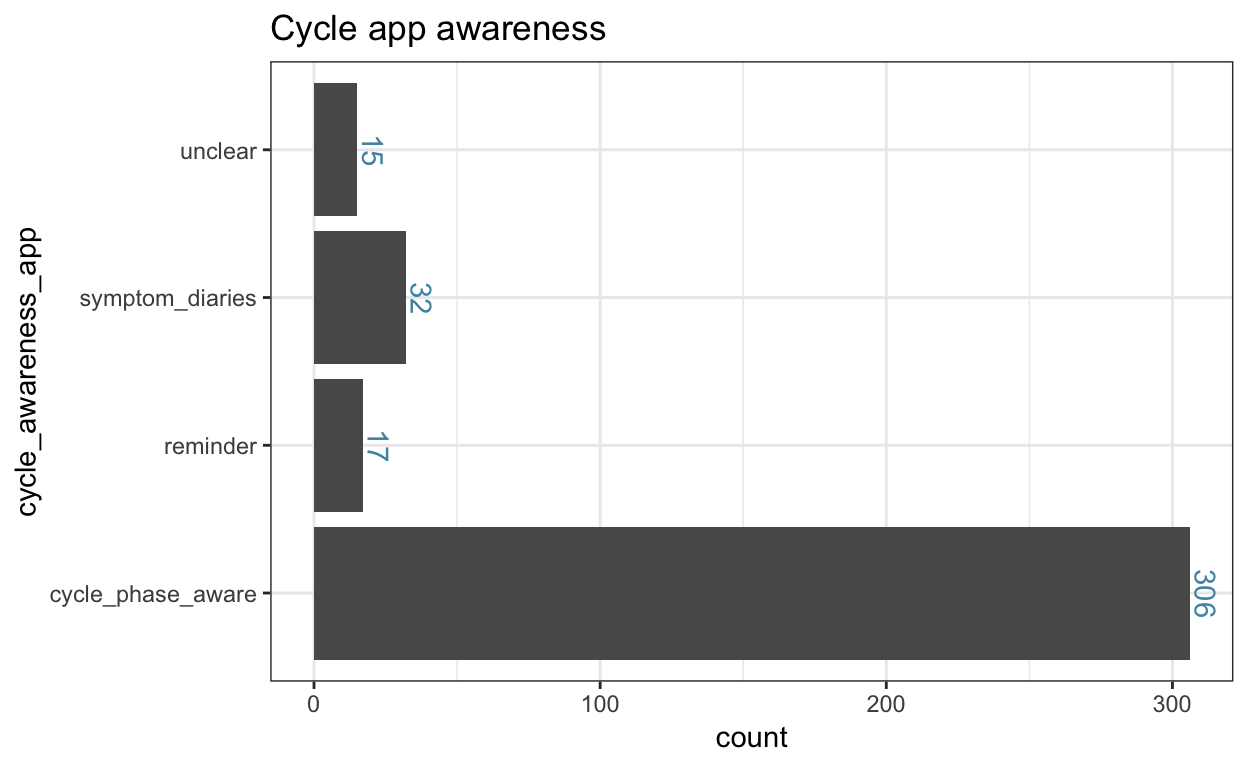 Cycle app awareness
cycle_awareness_app
unclear
15
symptom_diaries
32
reminder
17
cycle_phase_aware
306
0
100
200
300
count